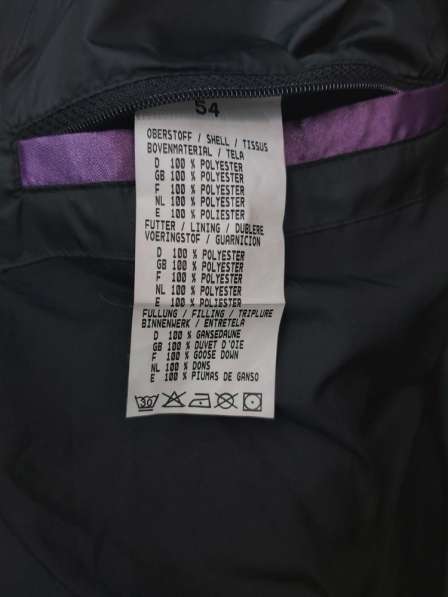 54
OBERSTOFF / SHELL / TISSUS
BOVENMATERIAL / TELA
D 100 % POLYESTER
GB 100 % POLYESTER
F 100 % POLYESTER
NL 100 % POLYESTER
E 100 % POLIESTER
FUTTER / LINING / DUBLERE
VOERINGSTOF / GUARNICION
D 100 % POLYESTER
GB 100 % POLYESTER
F 100 % POLYESTER
NL 100 % POLYESTER
E 100 % POLIESTER
FULLUNG / FILLING / TRIPLURE
BINNENWERK / ENTRETELA
D 100 % GANSEDAUNE
GB 100 % DUVET D'OIE
F 100 % GOOSE DOWN
NL 100 % DONS
E 100 % PIUMAS DE GANSO
30